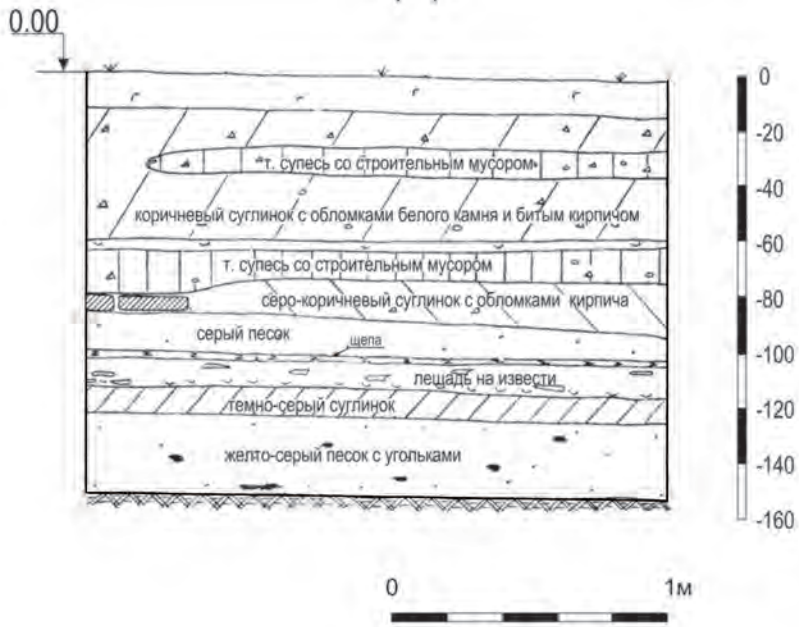 0.00
0
-20
т. супесь со строительным мусором
-40
коричневый суглинок с обломками белого камня и битым кирпичом
-60
т. супесь со строительным мусором
серо-коричневый суглинок с обломками кирпича
-80
серый песок
щепа
-100
лещадь на извести
темно-серый суглинок
-120
желто-серый песок с угольками
-140
-160
0 1м